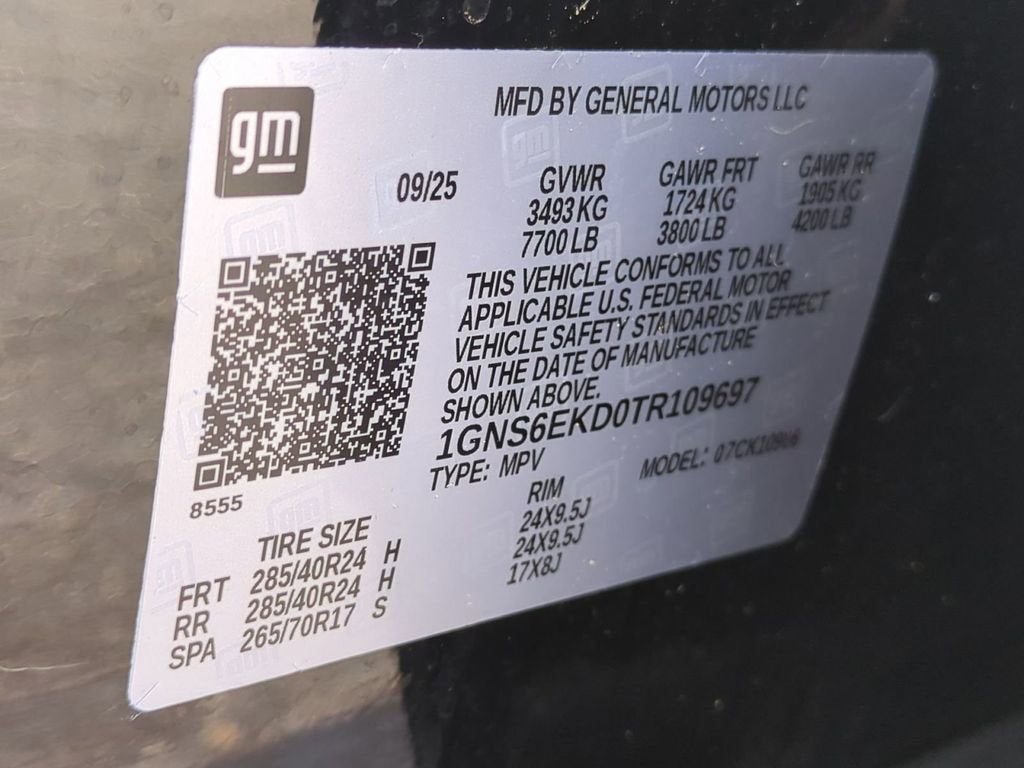 gm
MFD BY GENERAL MOTORS LLC
09/25
GVWR GAWR FRT GAWR RR
3493 KG 1724 KG 1905 KG
7700 LB 3800 LB 4200 LB
THIS VEHICLE CONFORMS TO ALL
APPLICABLE U.S. FEDERAL MOTOR
VEHICLE SAFETY STANDARDS IN EFFECT
ON THE DATE OF MANUFACTURE
SHOWN ABOVE.
1GNS6EKD0TR109697
TYPE: MPV MODEL:
8555
TIRE SIZE RIM
FRT 285/40R24 H 24X9.5J
RR 285/40R24 H 24X9.5J
SPA 265/70R17 S 17X8J